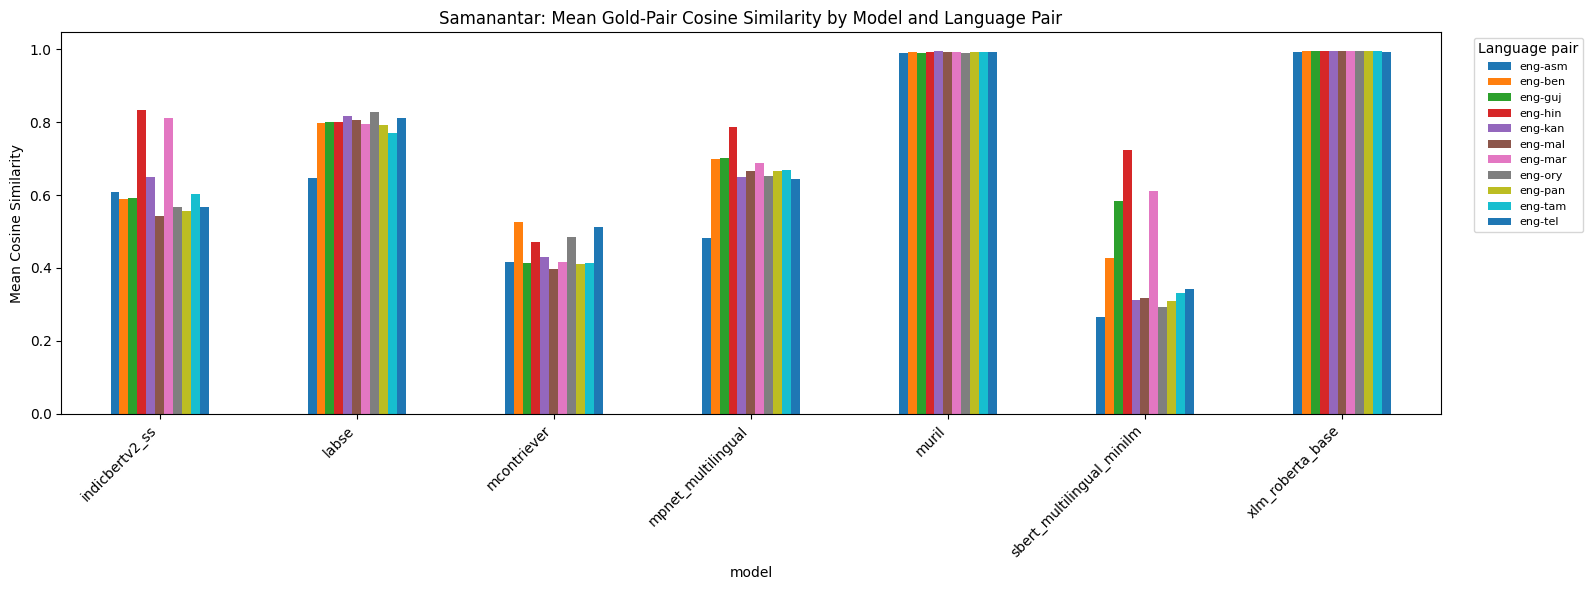 Samanantar: Mean Gold-Pair Cosine Similarity by Model and Language Pair
Mean Cosine Similarity
1.0
0.8
0.6
0.4
0.2
0.0
indicbertv2_ss
labse
mcontriever
mpnet_multilingual
muril
sbert_multilingual_minilm
xlm_roberta_base
model
Language pair
eng-asm
eng-ben
eng-guj
eng-hin
eng-kan
eng-mal
eng-mar
eng-ory
eng-pan
eng-tam
eng-tel